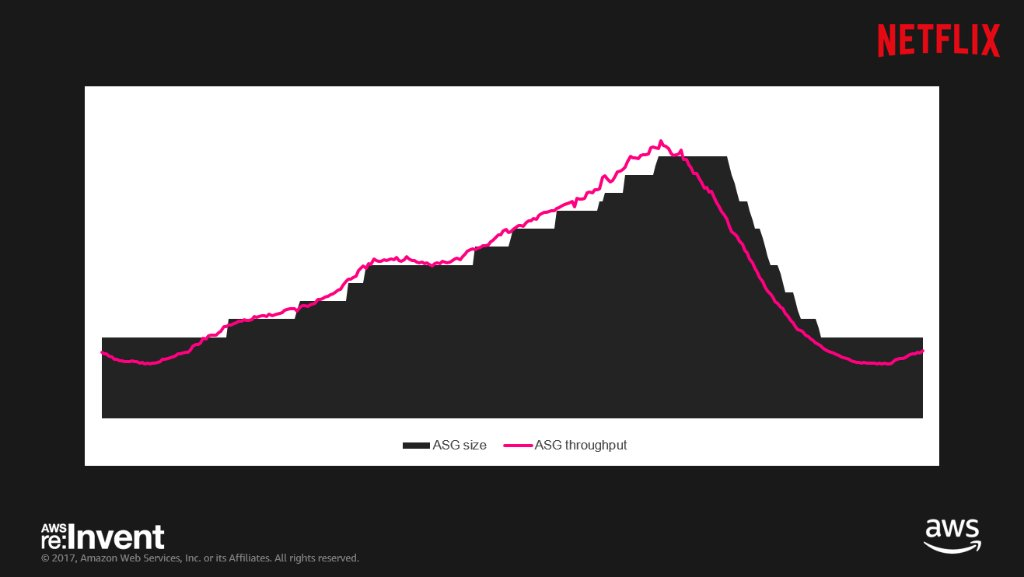 NETFLIX
ASG size
ASG throughput
AWS
re:Invent
aws
© 2017, Amazon Web Services, Inc. or its Affiliates. All rights reserved.